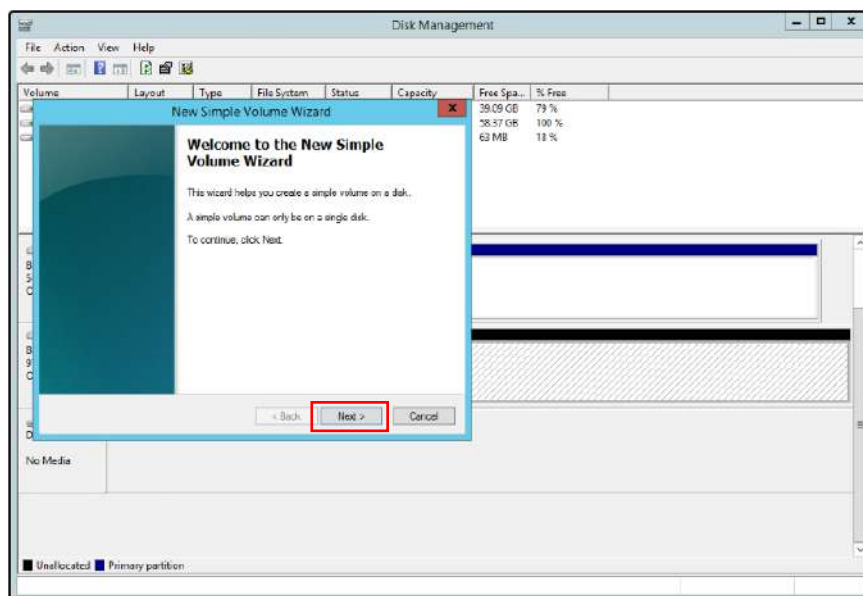 Disk Management
File Action View Help
Volume Layout Type File System Status Capacity Free Spa... % Free
39.09 GB 79 %
58.37 GB 100 %
63 MB 18 %
New Simple Volume Wizard
Welcome to the New Simple
Volume Wizard
This wizard helps you create a simple volume on a disk.
A simple volume can only be on a single disk.
To continue, click Next.
< Back Next > Cancel
B
5
O
B
9
O
D
No Media
Unallocated Primary partition